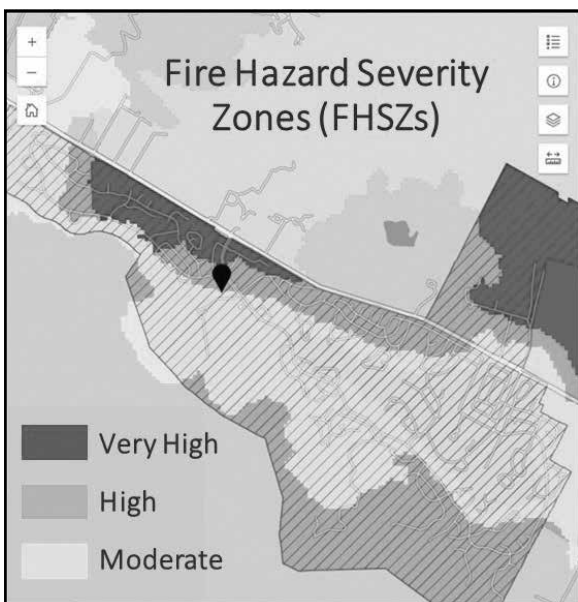 +
−
Fire Hazard Severity
Zones (FHSZs)
Very High
High
Moderate